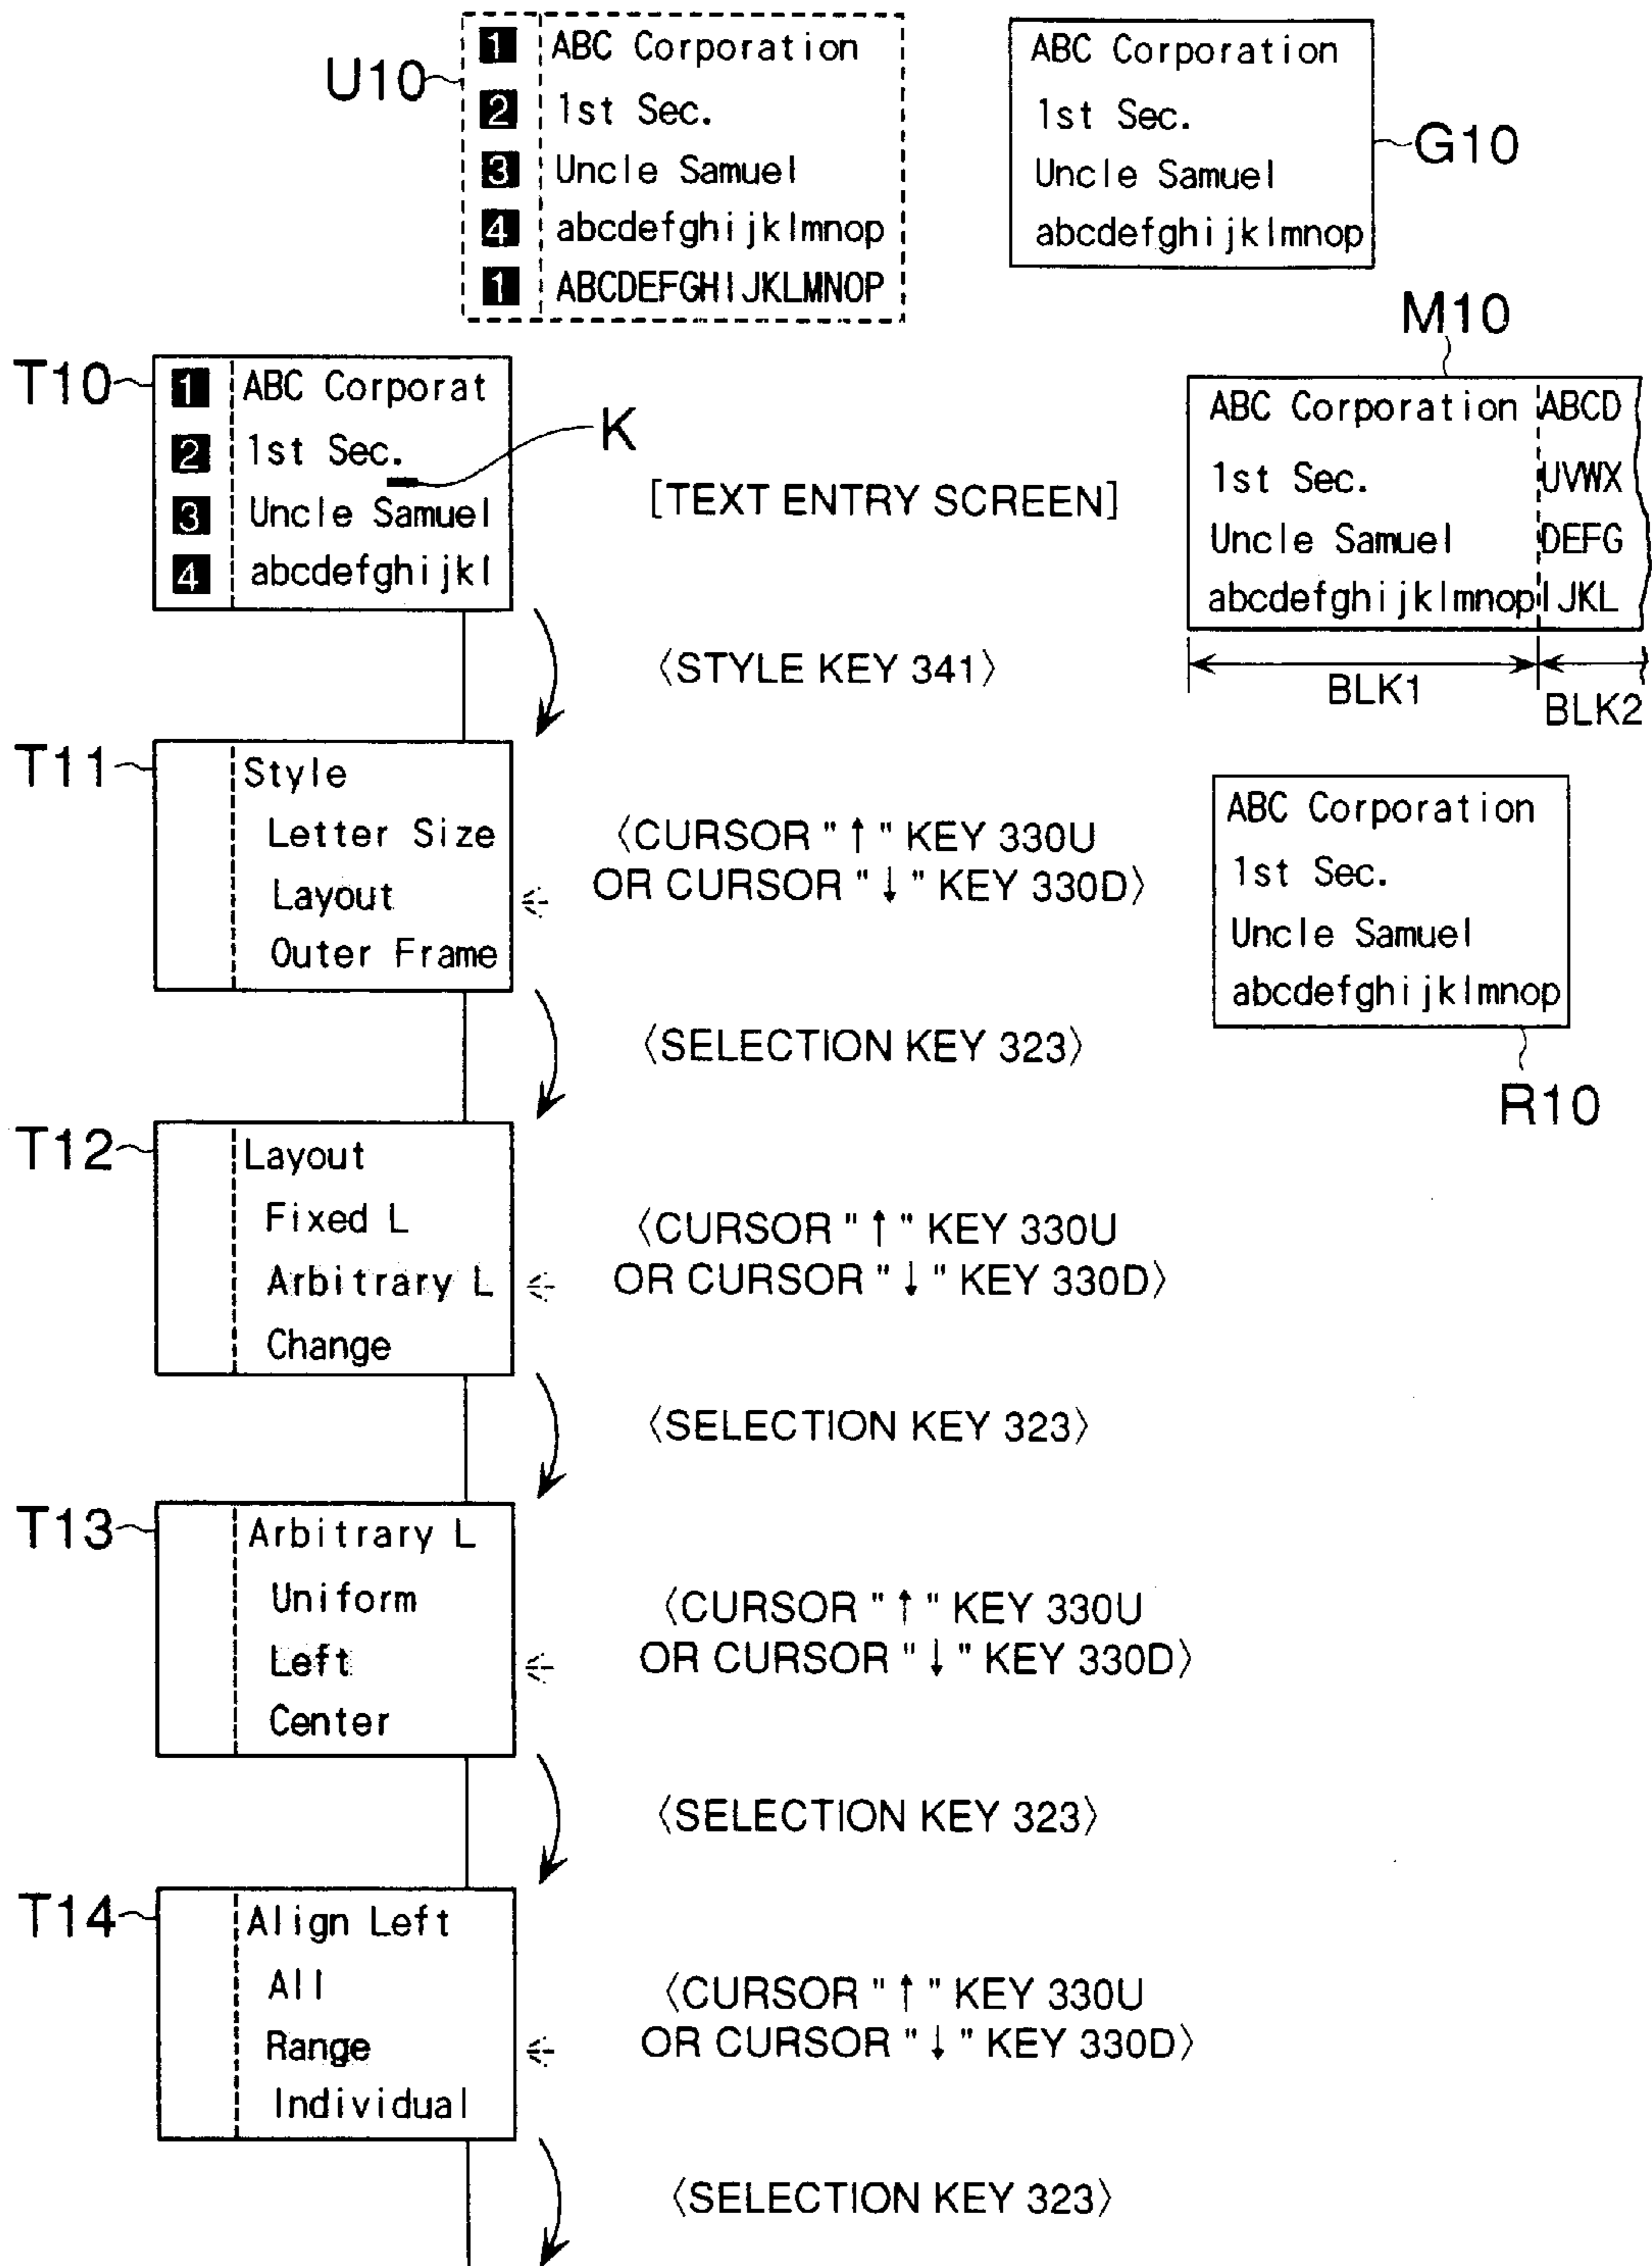 U10
1 ABC Corporation
2 1st Sec.
3 Uncle Samuel
4 abcdefghijklmnop
1 ABCDEFGHIJKLMNOP
ABC Corporation
1st Sec.
Uncle Samuel
abcdefghijklmnop
G10
T10
1 ABC Corporat
2 1st Sec.
3 Uncle Samuel
4 abcdefghijkl
K
[TEXT ENTRY SCREEN]
M10
ABC Corporation ABCD
1st Sec. UVWX
Uncle Samuel DEFG
abcdefghijklmnop IJKL
BLK1
BLK2
〈STYLE KEY 341〉
T11
Style
Letter Size
Layout
Outer Frame
〈CURSOR "↑" KEY 330U
OR CURSOR "↓" KEY 330D〉
ABC Corporation
1st Sec.
Uncle Samuel
abcdefghijklmnop
R10
〈SELECTION KEY 323〉
T12
Layout
Fixed L
Arbitrary L
Change
〈CURSOR "↑" KEY 330U
OR CURSOR "↓" KEY 330D〉
〈SELECTION KEY 323〉
T13
Arbitrary L
Uniform
Left
Center
〈CURSOR "↑" KEY 330U
OR CURSOR "↓" KEY 330D〉
〈SELECTION KEY 323〉
T14
Align Left
All
Range
Individual
〈CURSOR "↑" KEY 330U
OR CURSOR "↓" KEY 330D〉
〈SELECTION KEY 323〉